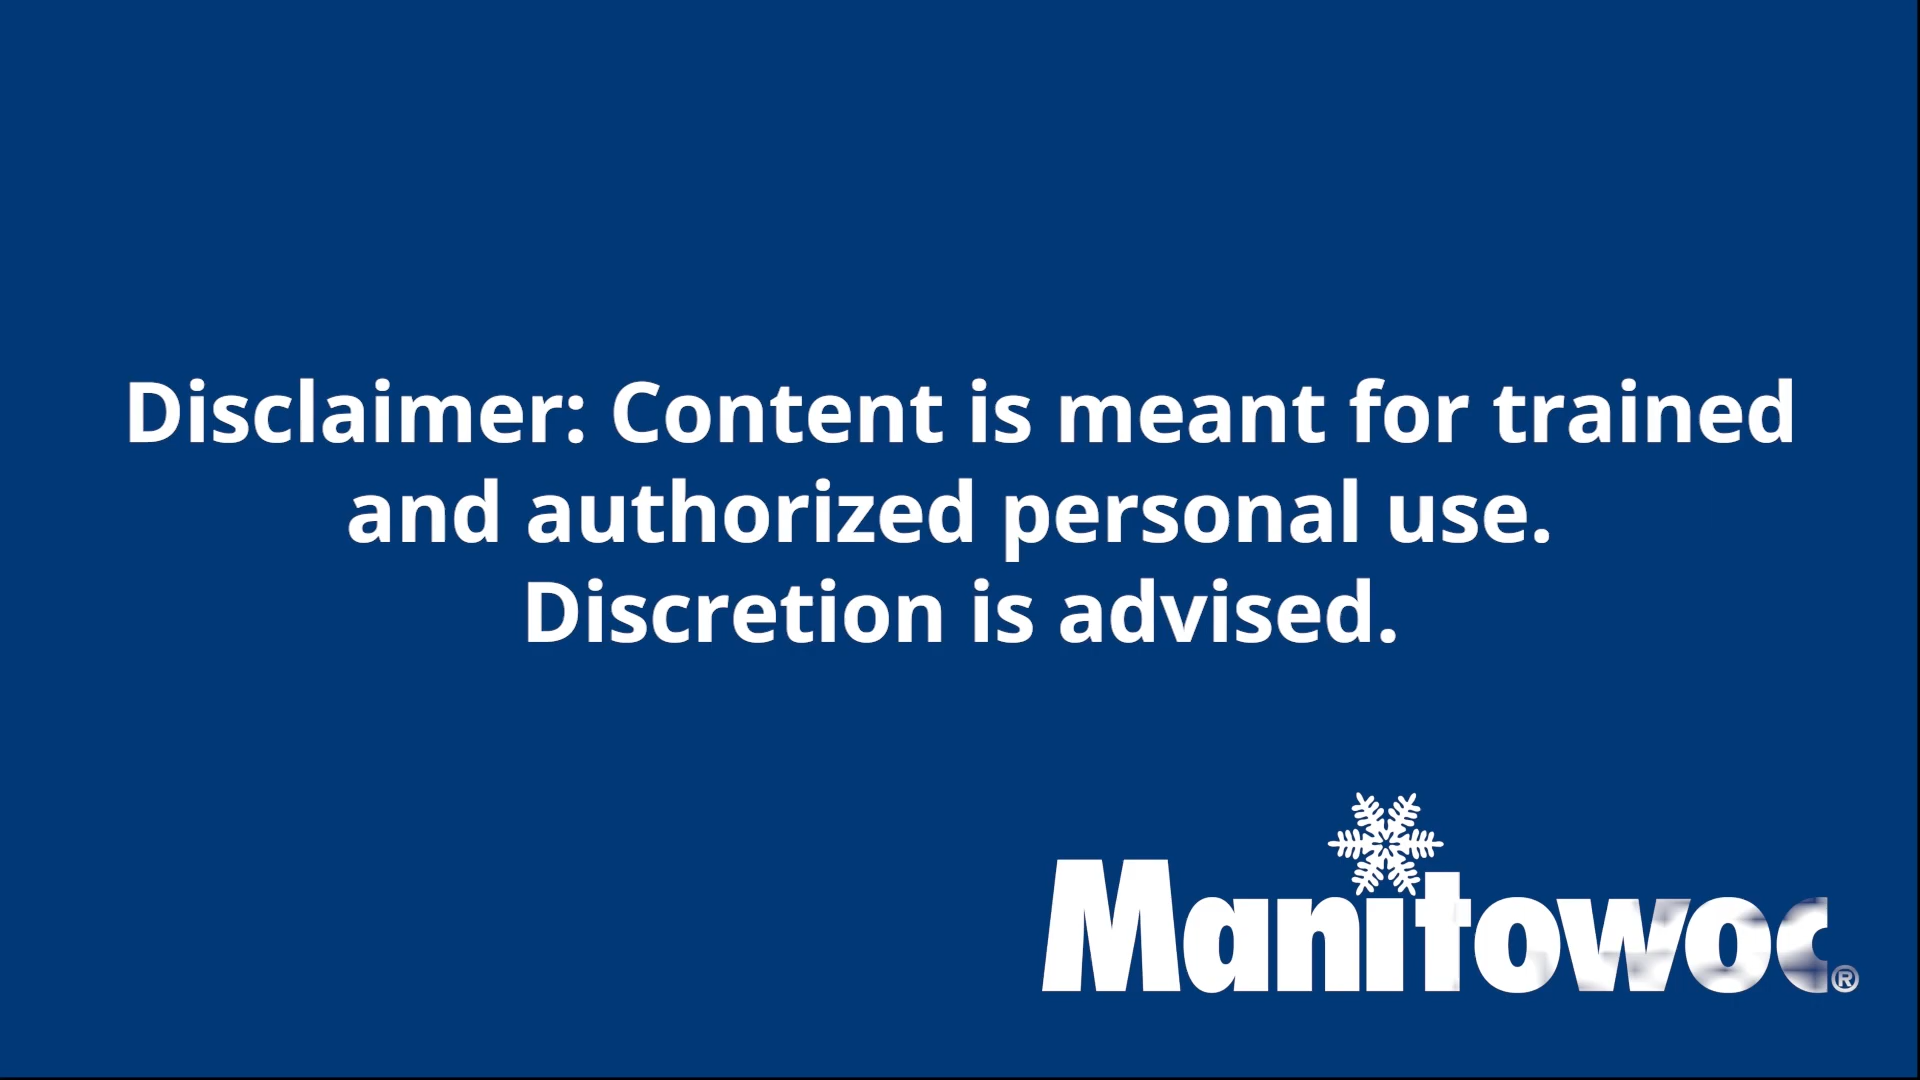 Disclaimer: Content is meant for trained
and authorized personal use.
Discretion is advised.
Manitowoc®